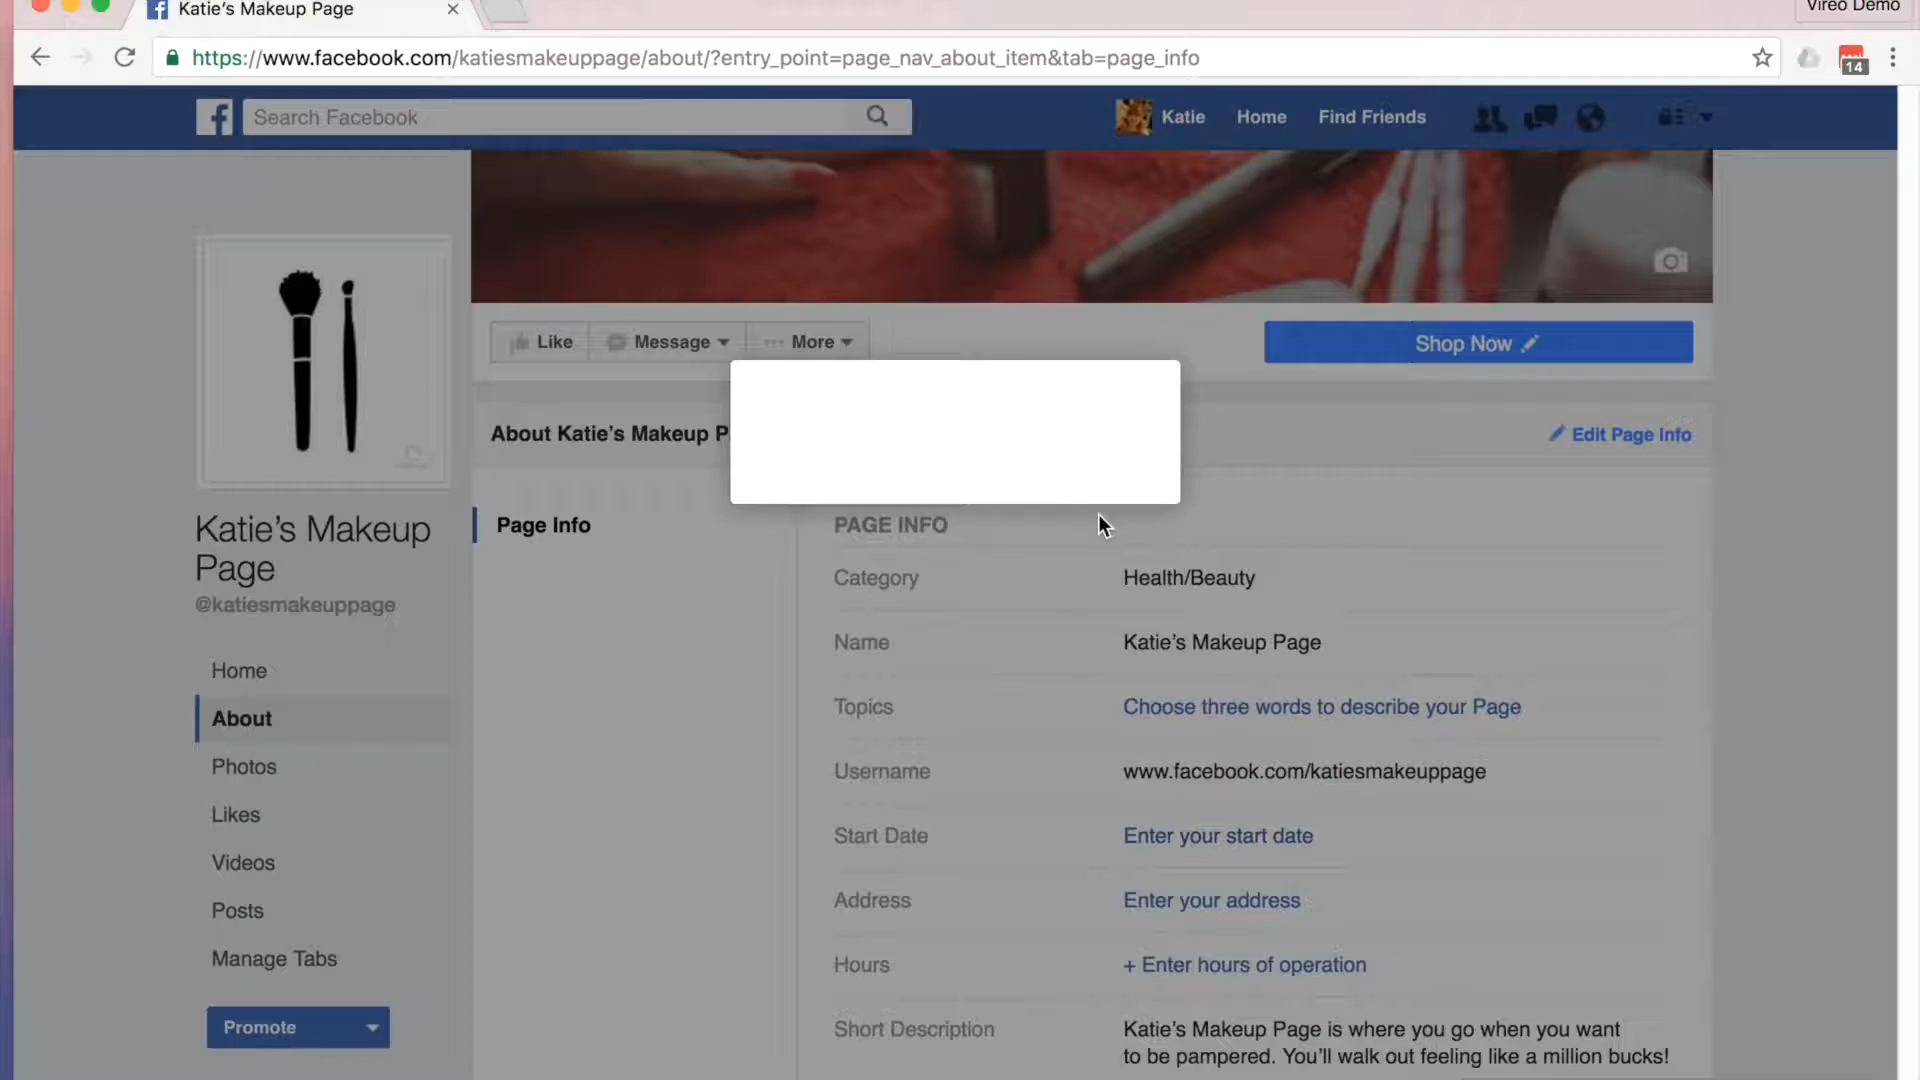 Katie's Makeup Page
Vireo Demo
https://www.facebook.com/katiesmakeuppage/about/?entry_point=page_nav_about_item&tab=page_info
14
Search Facebook
Katie
Home
Find Friends
Like
Message
More
Shop Now
About Katie's Makeup P
Edit Page Info
Katie's Makeup
Page
@katiesmakeuppage
Home
About
Photos
Likes
Videos
Posts
Manage Tabs
Promote
Page Info
PAGE INFO
Category
Health/Beauty
Name
Katie's Makeup Page
Topics
Choose three words to describe your Page
Username
www.facebook.com/katiesmakeuppage
Start Date
Enter your start date
Address
Enter your address
Hours
+ Enter hours of operation
Short Description
Katie's Makeup Page is where you go when you want
to be pampered. You'll walk out feeling like a million bucks!